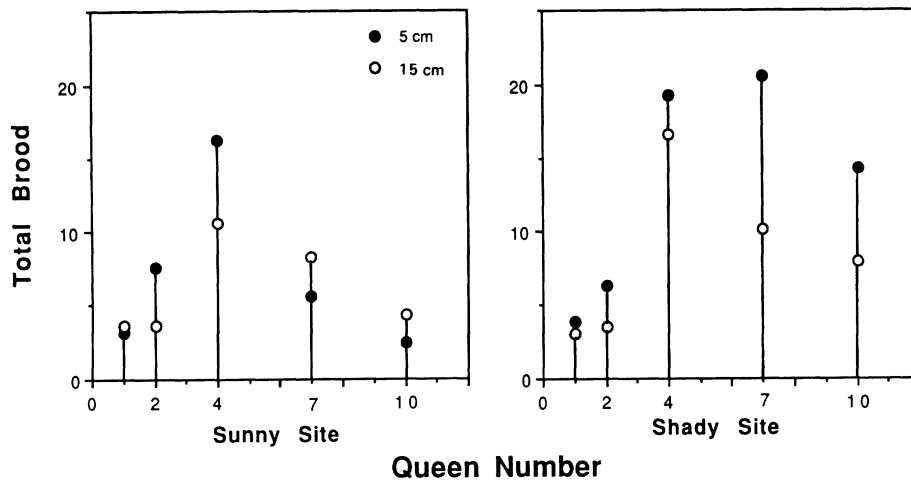 5 cm
15 cm
Total Brood
20
10
0
0 2 4 7 10
Sunny Site
20
10
0
0 2 4 7 10
Shady Site
Queen Number